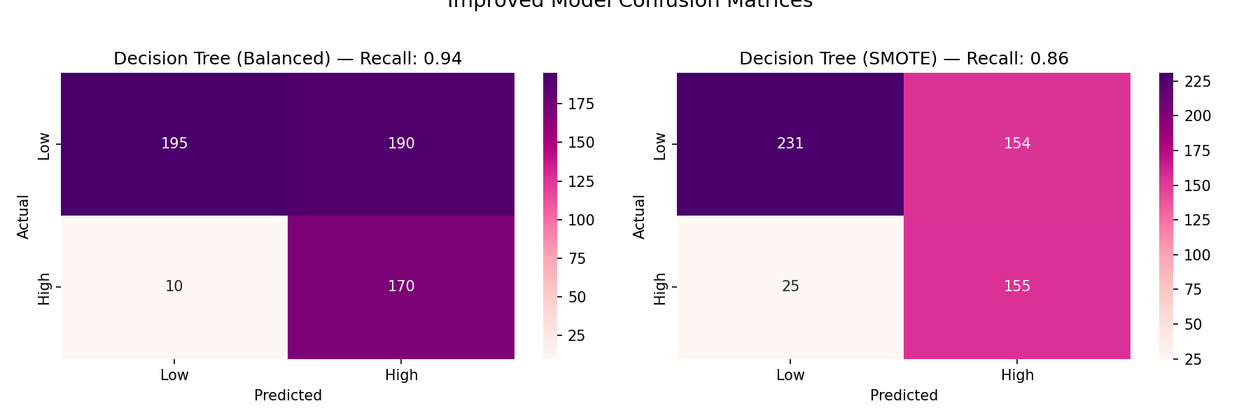 Improved Model Confusion Matrices
Decision Tree (Balanced) — Recall: 0.94
195 190
10 170
Low
High
Actual
Low High
Predicted
175
150
125
100
75
50
25
Decision Tree (SMOTE) — Recall: 0.86
231 154
25 155
Low
High
Actual
Low High
Predicted
225
200
175
150
125
100
75
50
25